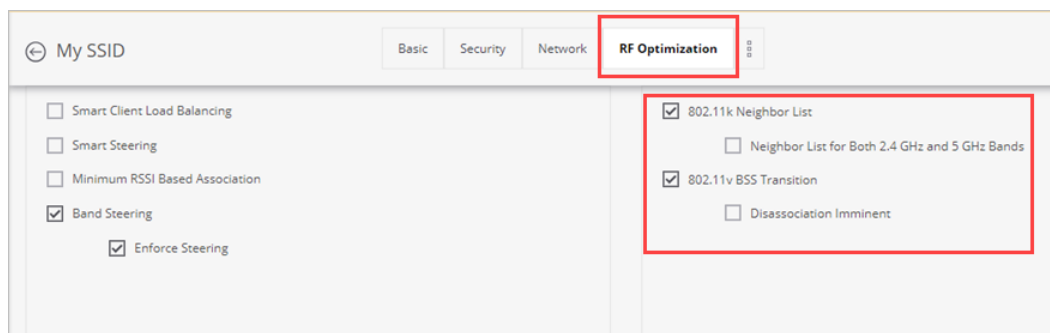 My SSID
Basic Security Network RF Optimization
Smart Client Load Balancing
Smart Steering
Minimum RSSI Based Association
Band Steering
Enforce Steering
802.11k Neighbor List
Neighbor List for Both 2.4 GHz and 5 GHz Bands
802.11v BSS Transition
Disassociation Imminent